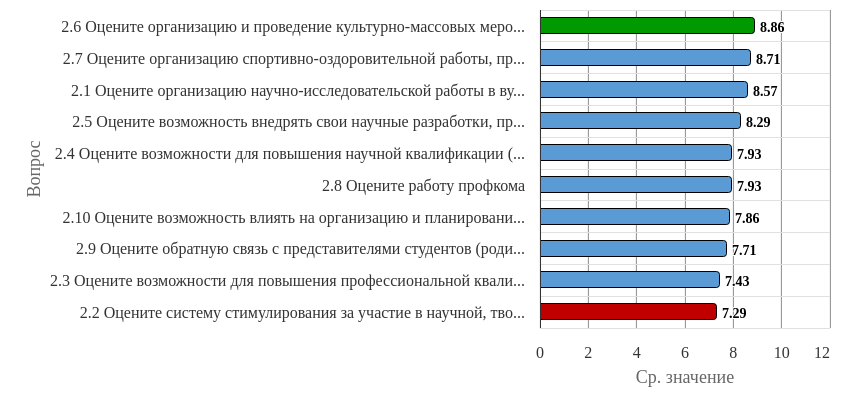 2.6 Оцените организацию и проведение культурно-массовых меро... 8.86
2.7 Оцените организацию спортивно-оздоровительной работы, пр... 8.71
2.1 Оцените организацию научно-исследовательской работы в ву... 8.57
2.5 Оцените возможность внедрять свои научные разработки, пр... 8.29
2.4 Оцените возможности для повышения научной квалификации (... 7.93
2.8 Оцените работу профкома 7.93
2.10 Оцените возможность влиять на организацию и планировани... 7.86
2.9 Оцените обратную связь с представителями студентов (роди... 7.71
2.3 Оцените возможности для повышения профессиональной квали... 7.43
2.2 Оцените систему стимулирования за участие в научной, тво... 7.29
Вопрос
0 2 4 6 8 10 12
Ср. значение